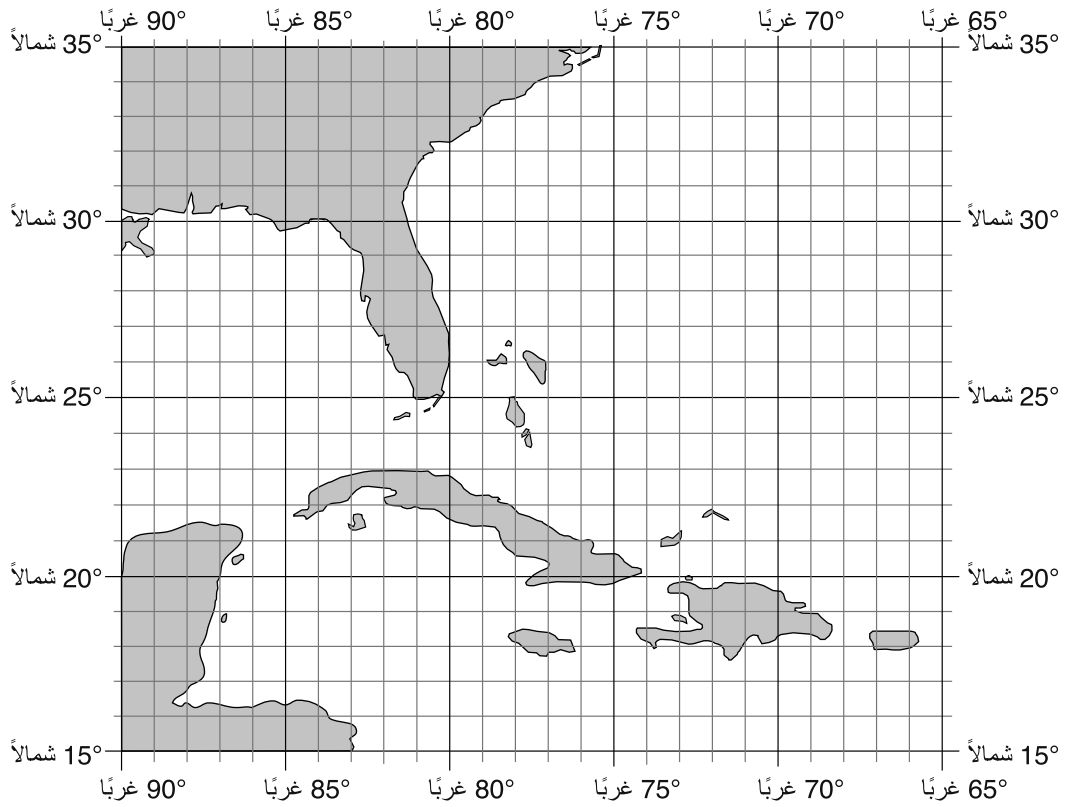 90° غربًا 85° غربًا 80° غربًا 75° غربًا 70° غربًا 65° غربًا
35° شمالاً 35° شمالاً
30° شمالاً 30° شمالاً
25° شمالاً 25° شمالاً
20° شمالاً 20° شمالاً
15° شمالاً 15° شمالاً
90° غربًا 85° غربًا 80° غربًا 75° غربًا 70° غربًا 65° غربًا